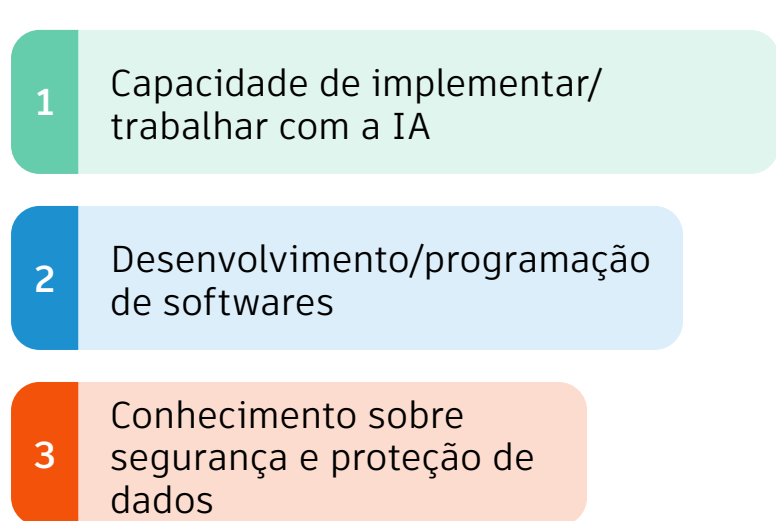 1
Capacidade de implementar/
trabalhar com a IA
2
Desenvolvimento/programação
de softwares
3
Conhecimento sobre
segurança e proteção de
dados